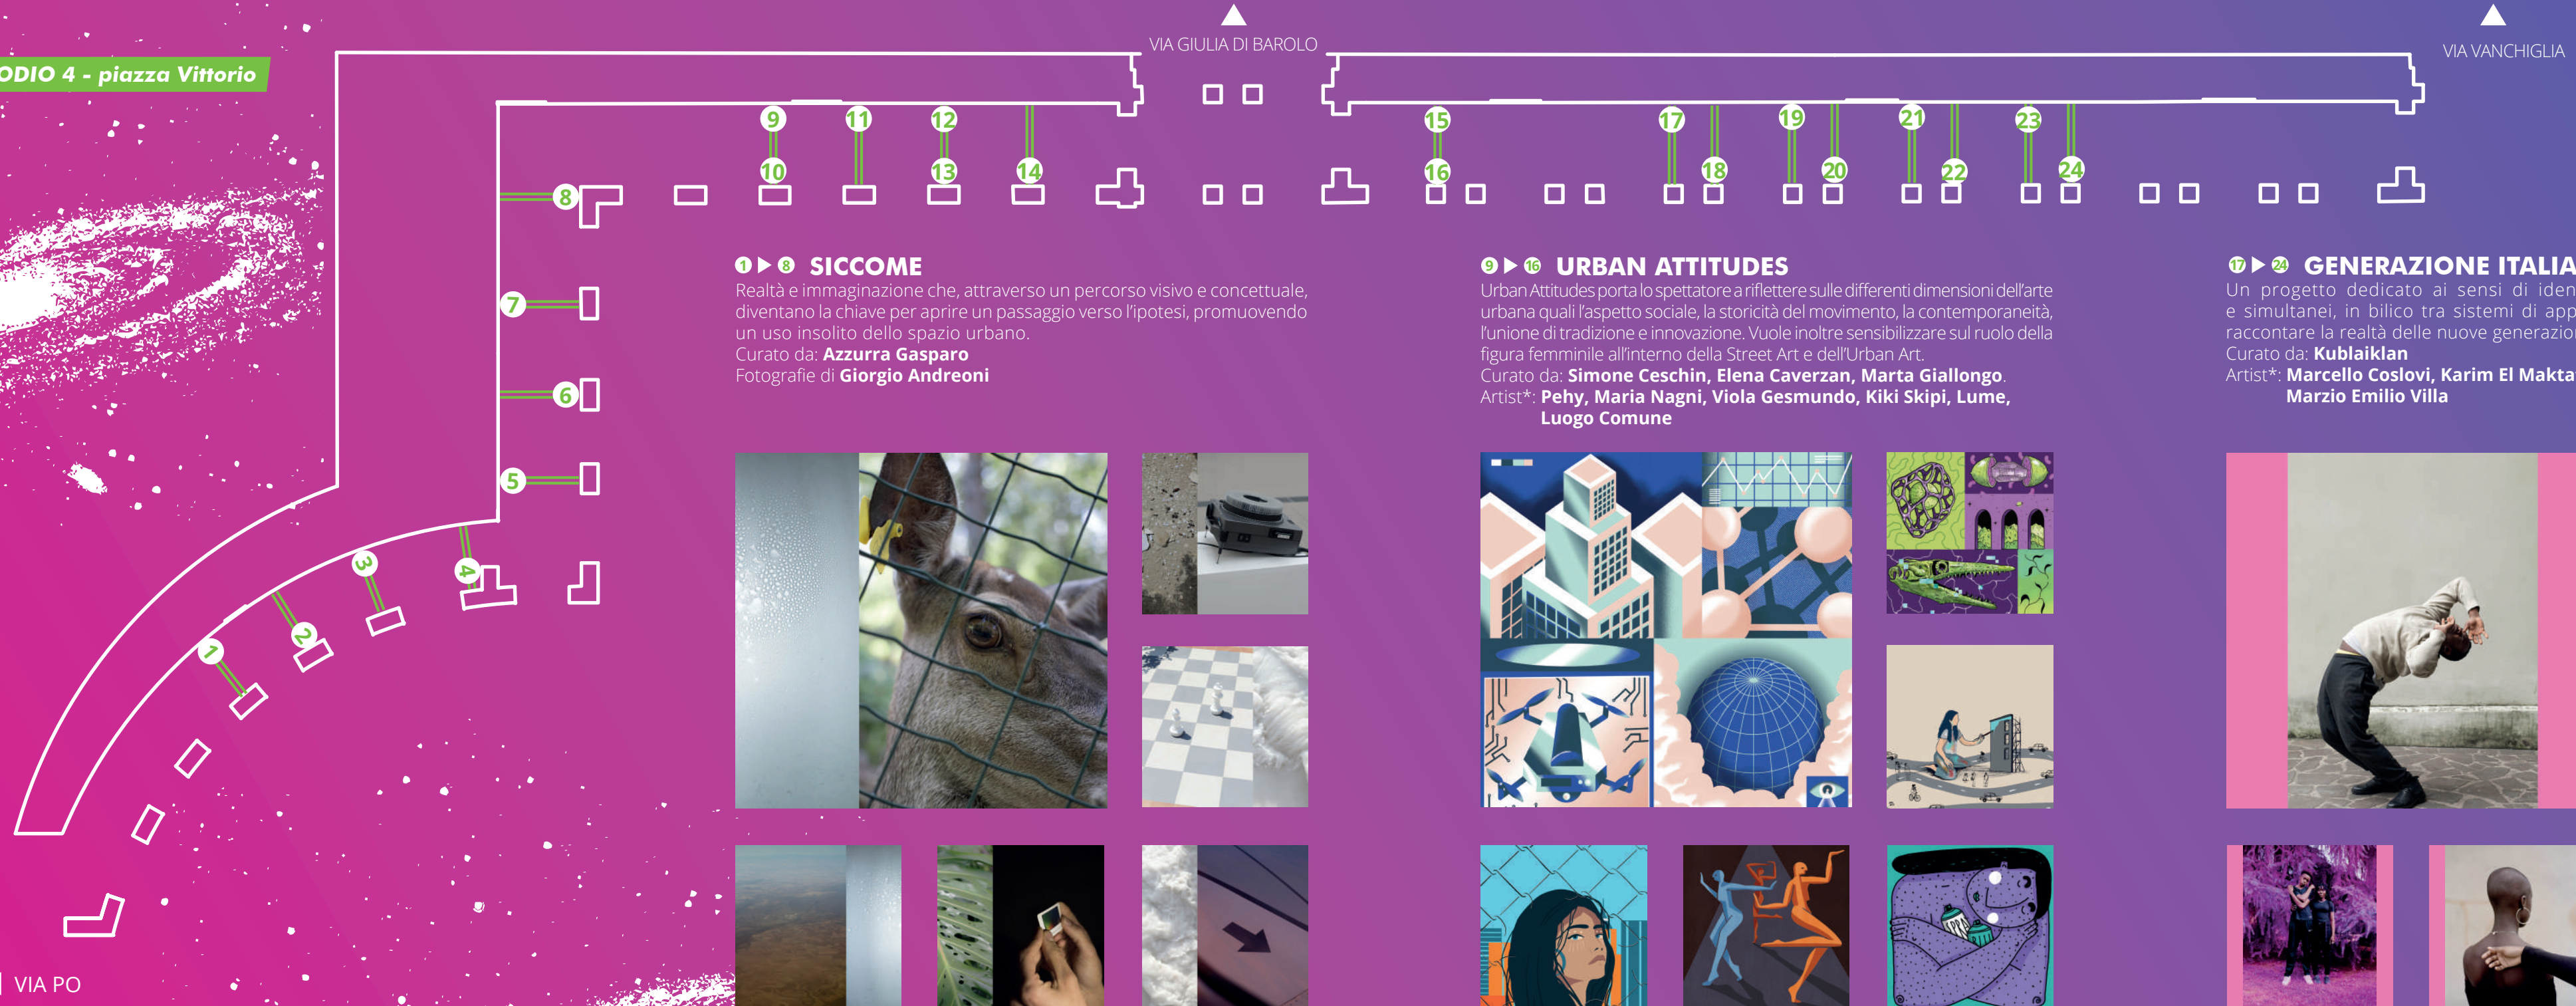 VIA GIULIA DI BAROLO
VIA VANCHIGLIA
ODIO 4 - piazza Vittorio
9 11 12 15 17 19 21 23
10 13 14 16 18 20 22 24
8
7
6
5
4
3
2
1
1 ▶ 8 SICCOME
Realtà e immaginazione che, attraverso un percorso visivo e concettuale,
diventano la chiave per aprire un passaggio verso l'ipotesi, promuovendo
un uso insolito dello spazio urbano.
Curato da: Azzurra Gasparo
Fotografie di Giorgio Andreoni
9 ▶ 16 URBAN ATTITUDES
Urban Attitudes porta lo spettatore a riflettere sulle differenti dimensioni dell'arte
urbana quali l'aspetto sociale, la storicità del movimento, la contemporaneità,
l'unione di tradizione e innovazione. Vuole inoltre sensibilizzare sul ruolo della
figura femminile all'interno della Street Art e dell'Urban Art.
Curato da: Simone Ceschin, Elena Caverzan, Marta Giallongo.
Artist*: Pehy, Maria Nagni, Viola Gesmundo, Kiki Skipi, Lume,
Luogo Comune
17 ▶ 24 GENERAZIONE ITALIA
Un progetto dedicato ai sensi di iden
e simultanei, in bilico tra sistemi di app
raccontare la realtà delle nuove generazion
Curato da: Kublaiklan
Artist*: Marcello Coslovi, Karim El Makta
Marzio Emilio Villa
VIA PO